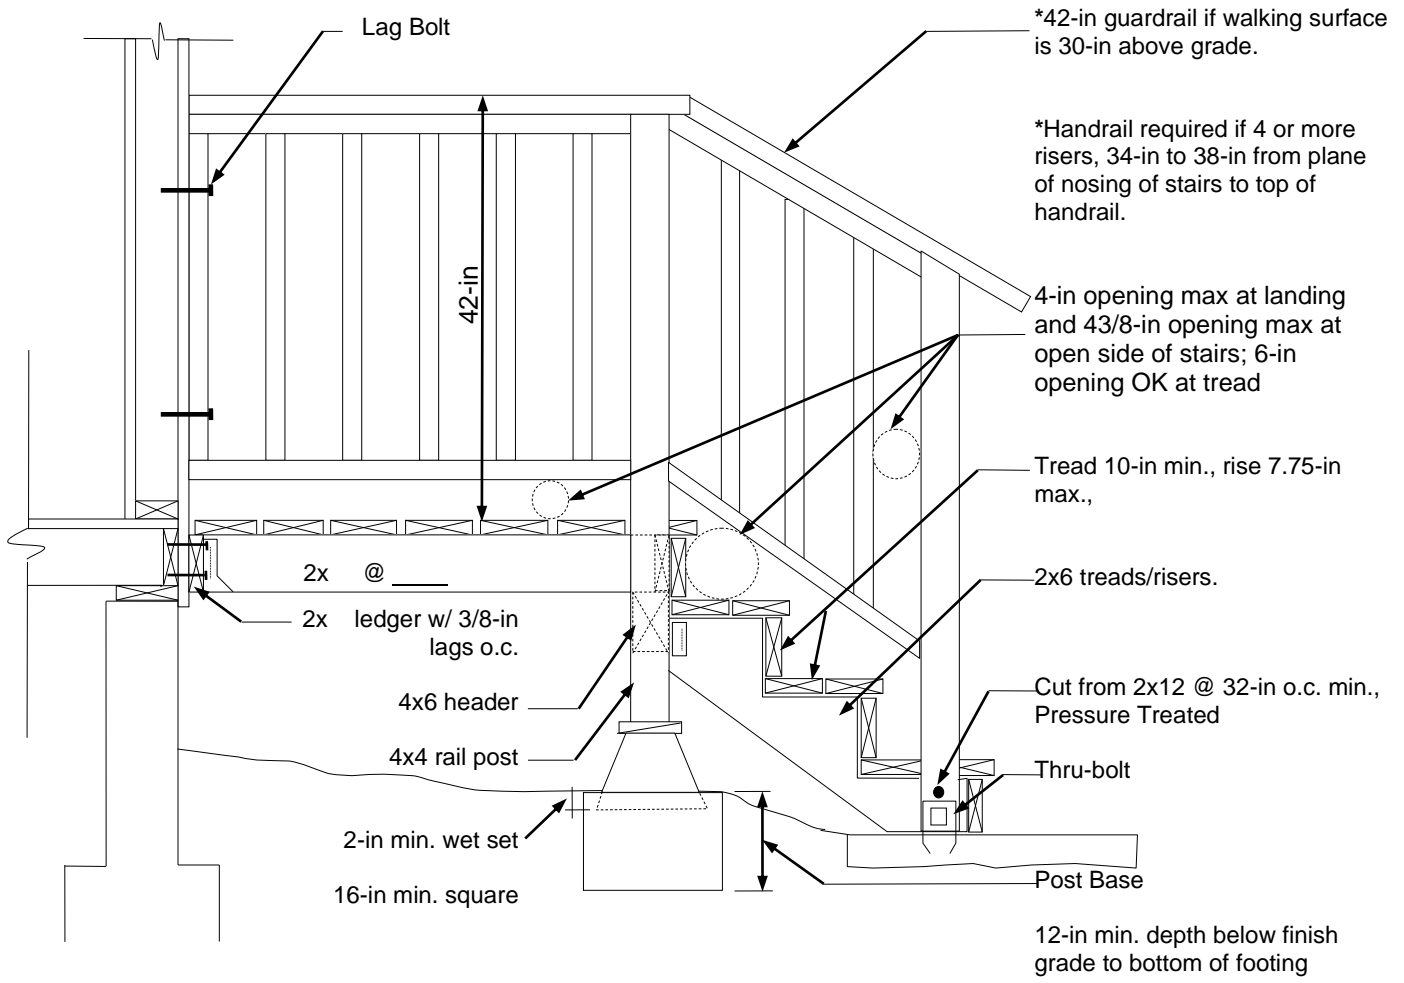 Lag Bolt
*42-in guardrail if walking surface
is 30-in above grade.
*Handrail required if 4 or more
risers, 34-in to 38-in from plane
of nosing of stairs to top of
handrail.
42-in
4-in opening max at landing
and 43/8-in opening max at
open side of stairs; 6-in
opening OK at tread
Tread 10-in min., rise 7.75-in
max.,
2x @ ____
2x6 treads/risers.
2x ledger w/ 3/8-in
lags o.c.
4x6 header
Cut from 2x12 @ 32-in o.c. min.,
Pressure Treated
4x4 rail post
Thru-bolt
2-in min. wet set
16-in min. square
Post Base
12-in min. depth below finish
grade to bottom of footing